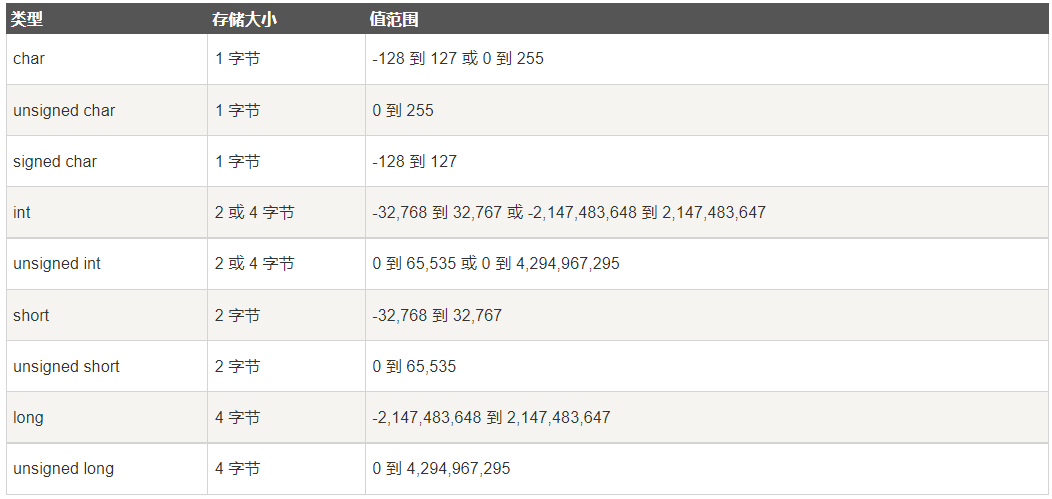 类型 存储大小 值范围
char 1 字节 -128 到 127 或 0 到 255
unsigned char 1 字节 0 到 255
signed char 1 字节 -128 到 127
int 2 或 4 字节 -32,768 到 32,767 或 -2,147,483,648 到 2,147,483,647
unsigned int 2 或 4 字节 0 到 65,535 或 0 到 4,294,967,295
short 2 字节 -32,768 到 32,767
unsigned short 2 字节 0 到 65,535
long 4 字节 -2,147,483,648 到 2,147,483,647
unsigned long 4 字节 0 到 4,294,967,295